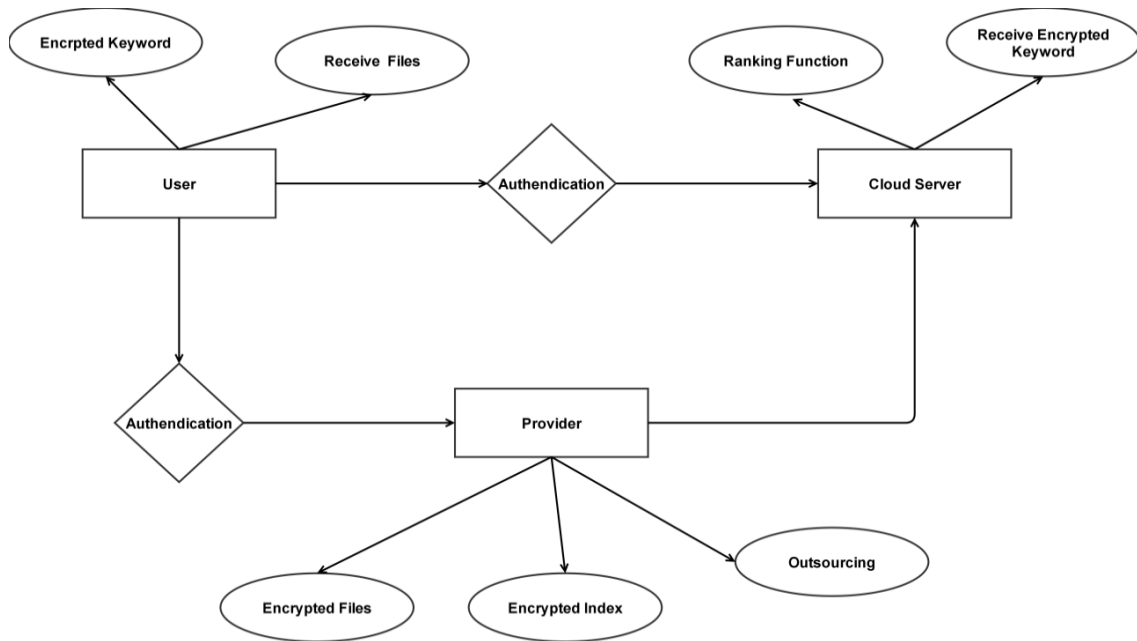 Encrpted Keyword
Receive Files
Ranking Function
Receive Encrypted
Keyword
User
Authendication
Cloud Server
Authendication
Provider
Outsourcing
Encrypted Files
Encrypted Index